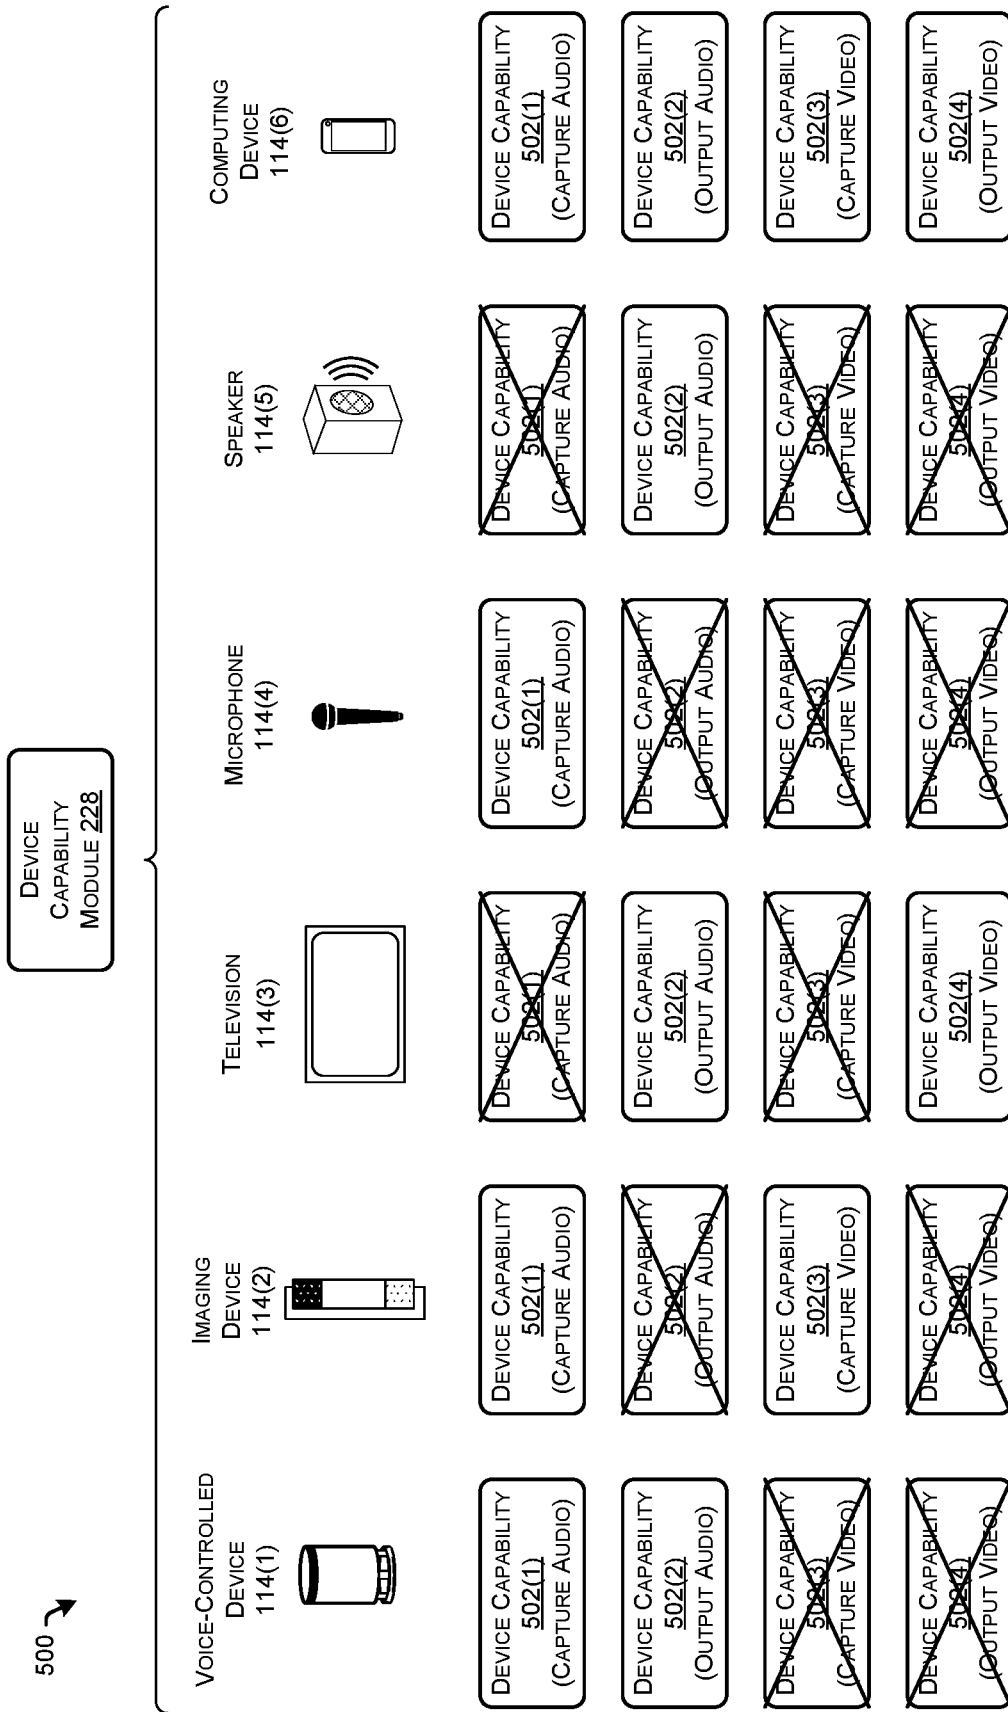 500
DEVICE
CAPABILITY
MODULE 228
VOICE-CONTROLLED
DEVICE
114(1)
IMAGING
DEVICE
114(2)
TELEVISION
114(3)
MICROPHONE
114(4)
SPEAKER
114(5)
COMPUTING
DEVICE
114(6)
DEVICE CAPABILITY
502(1)
(CAPTURE AUDIO)
DEVICE CAPABILITY
502(1)
(CAPTURE AUDIO)
DEVICE CAPABILITY
502(1)
(CAPTURE AUDIO)
DEVICE CAPABILITY
502(1)
(CAPTURE AUDIO)
DEVICE CAPABILITY
502(1)
(CAPTURE AUDIO)
DEVICE CAPABILITY
502(1)
(CAPTURE AUDIO)
DEVICE CAPABILITY
502(2)
(OUTPUT AUDIO)
DEVICE CAPABILITY
502(2)
(OUTPUT AUDIO)
DEVICE CAPABILITY
502(2)
(OUTPUT AUDIO)
DEVICE CAPABILITY
502(2)
(OUTPUT AUDIO)
DEVICE CAPABILITY
502(2)
(OUTPUT AUDIO)
DEVICE CAPABILITY
502(2)
(OUTPUT AUDIO)
DEVICE CAPABILITY
502(3)
(CAPTURE VIDEO)
DEVICE CAPABILITY
502(3)
(CAPTURE VIDEO)
DEVICE CAPABILITY
502(3)
(CAPTURE VIDEO)
DEVICE CAPABILITY
502(3)
(CAPTURE VIDEO)
DEVICE CAPABILITY
502(3)
(CAPTURE VIDEO)
DEVICE CAPABILITY
502(3)
(CAPTURE VIDEO)
DEVICE CAPABILITY
502(4)
(OUTPUT VIDEO)
DEVICE CAPABILITY
502(4)
(OUTPUT VIDEO)
DEVICE CAPABILITY
502(4)
(OUTPUT VIDEO)
DEVICE CAPABILITY
502(4)
(OUTPUT VIDEO)
DEVICE CAPABILITY
502(4)
(OUTPUT VIDEO)
DEVICE CAPABILITY
502(4)
(OUTPUT VIDEO)